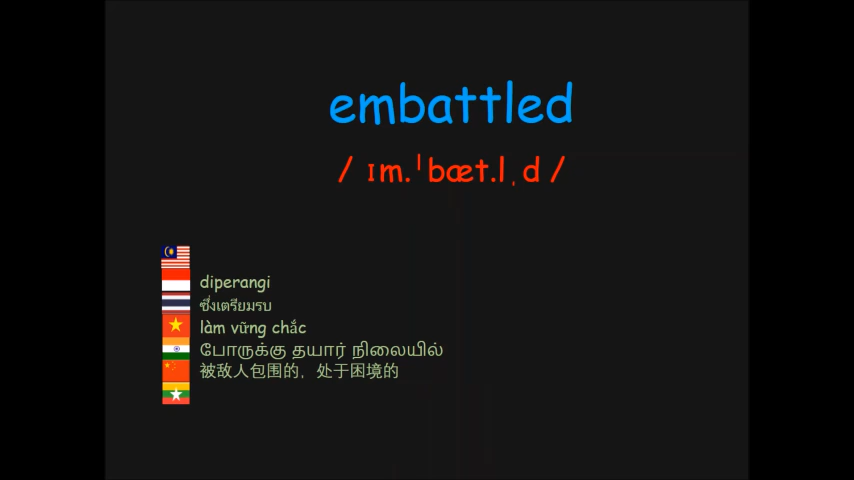 embattled
/ ɪm.ˈbæt.l̩d /
diperangi
ซึ่งเตรียมรบ
làm vững chắc
போருக்கு தயார் நிலையில்
被敌人包围的，处于困境的